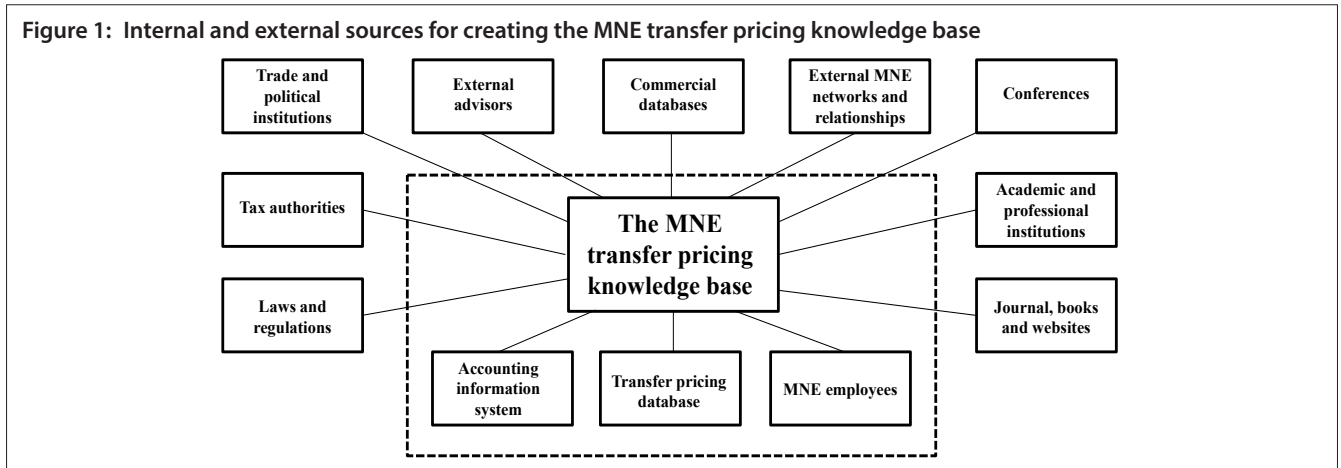 Figure 1: Internal and external sources for creating the MNE transfer pricing knowledge base
Trade and
political
institutions
External
advisors
Commercial
databases
External MNE
networks and
relationships
Conferences
Tax authorities
The MNE
transfer pricing
knowledge base
Academic and
professional
institutions
Laws and
regulations
Journal, books
and websites
Accounting
information
system
Transfer pricing
database
MNE employees